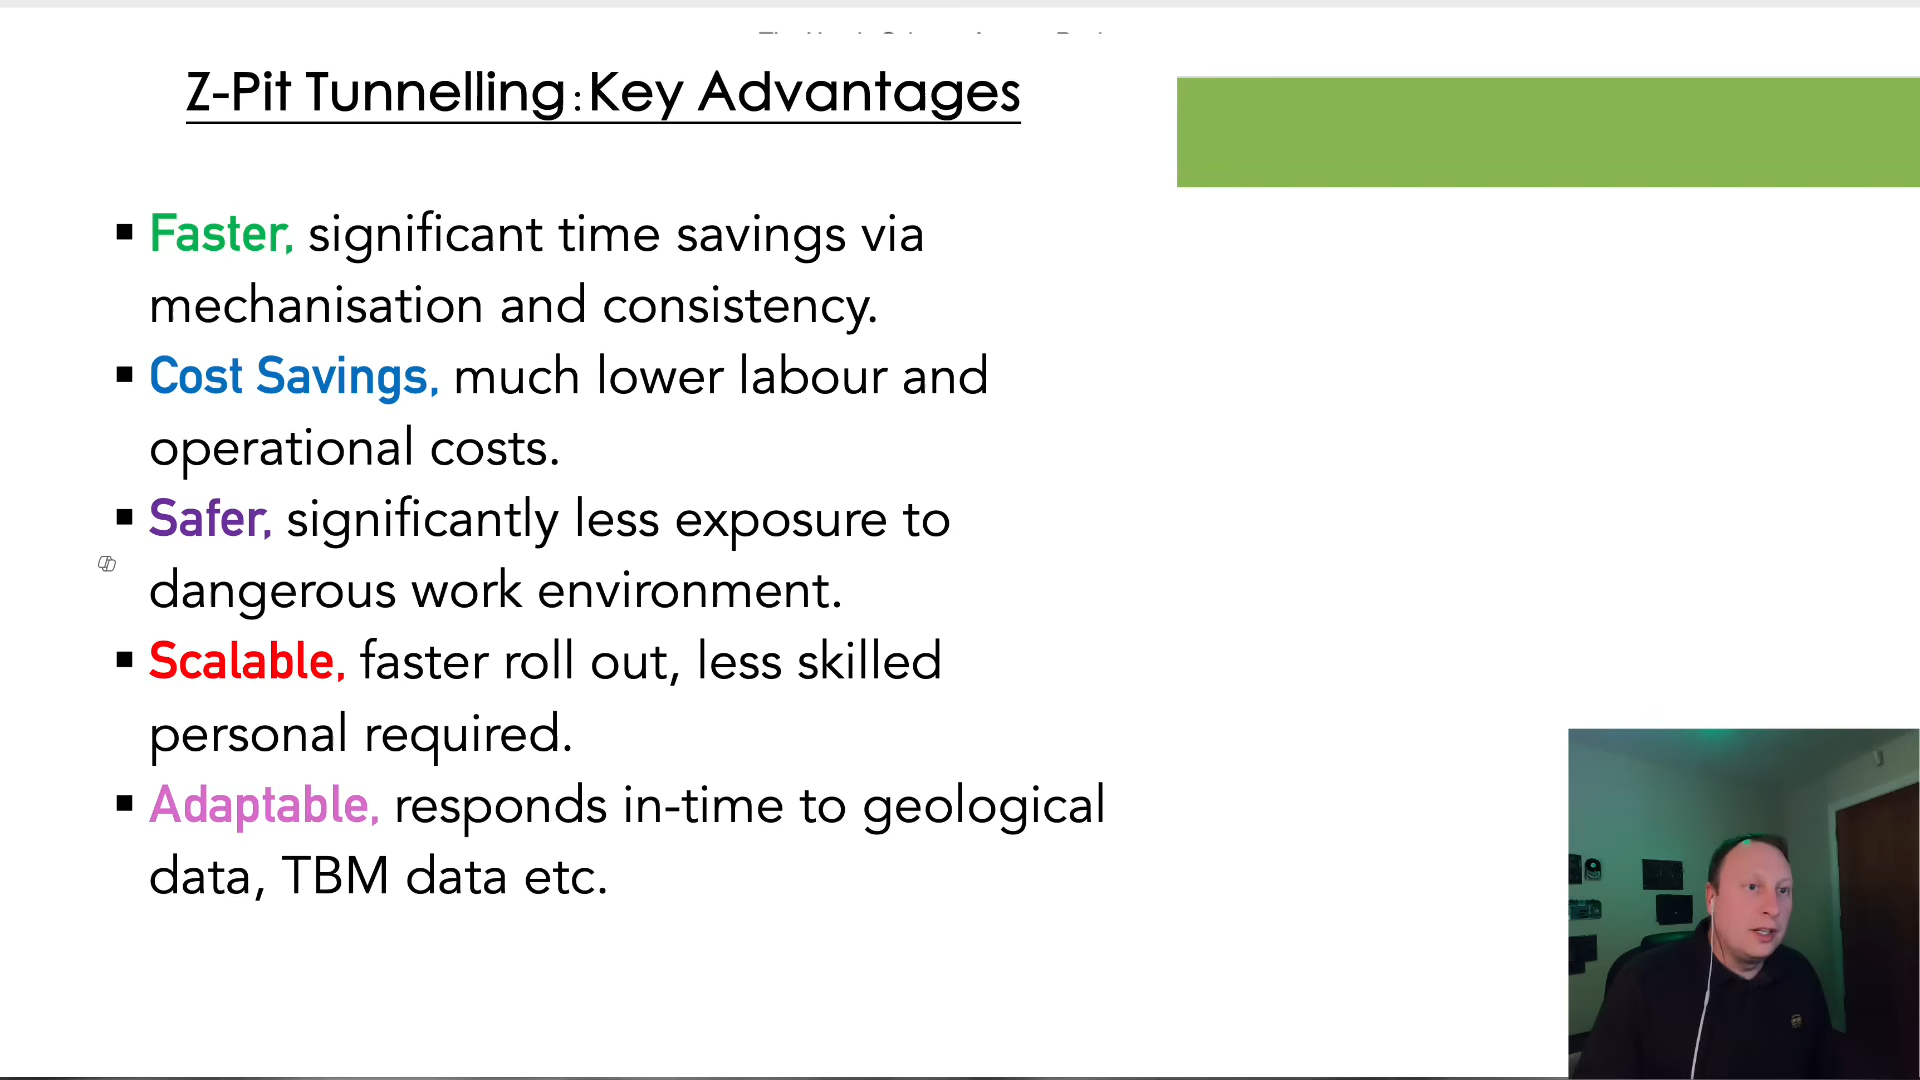 Z-Pit Tunnelling:Key Advantages
▪ Faster, significant time savings via
mechanisation and consistency.
▪ Cost Savings, much lower labour and
operational costs.
▪ Safer, significantly less exposure to
dangerous work environment.
▪ Scalable, faster roll out, less skilled
personal required.
▪ Adaptable, responds in-time to geological
data, TBM data etc.